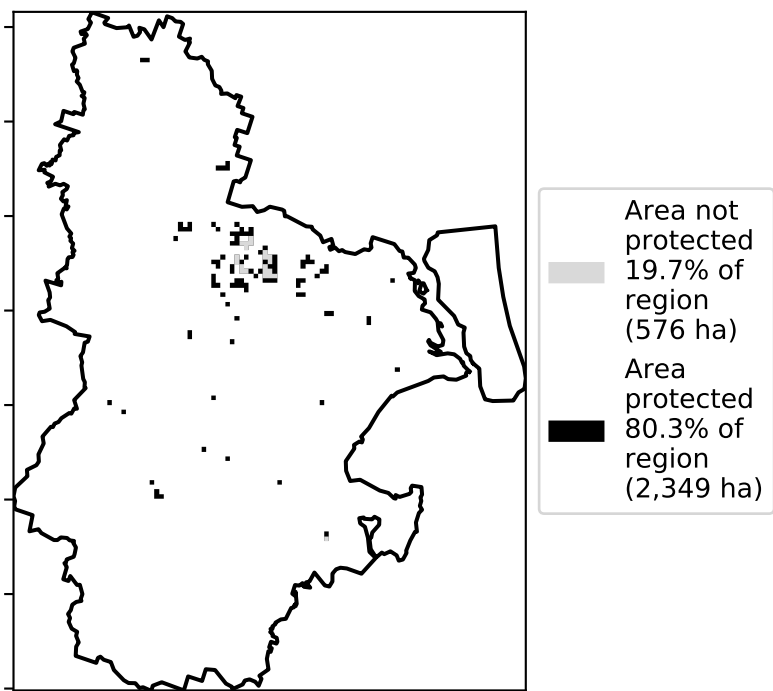 Area not
protected
19.7% of
region
(576 ha)
Area
protected
80.3% of
region
(2,349 ha)